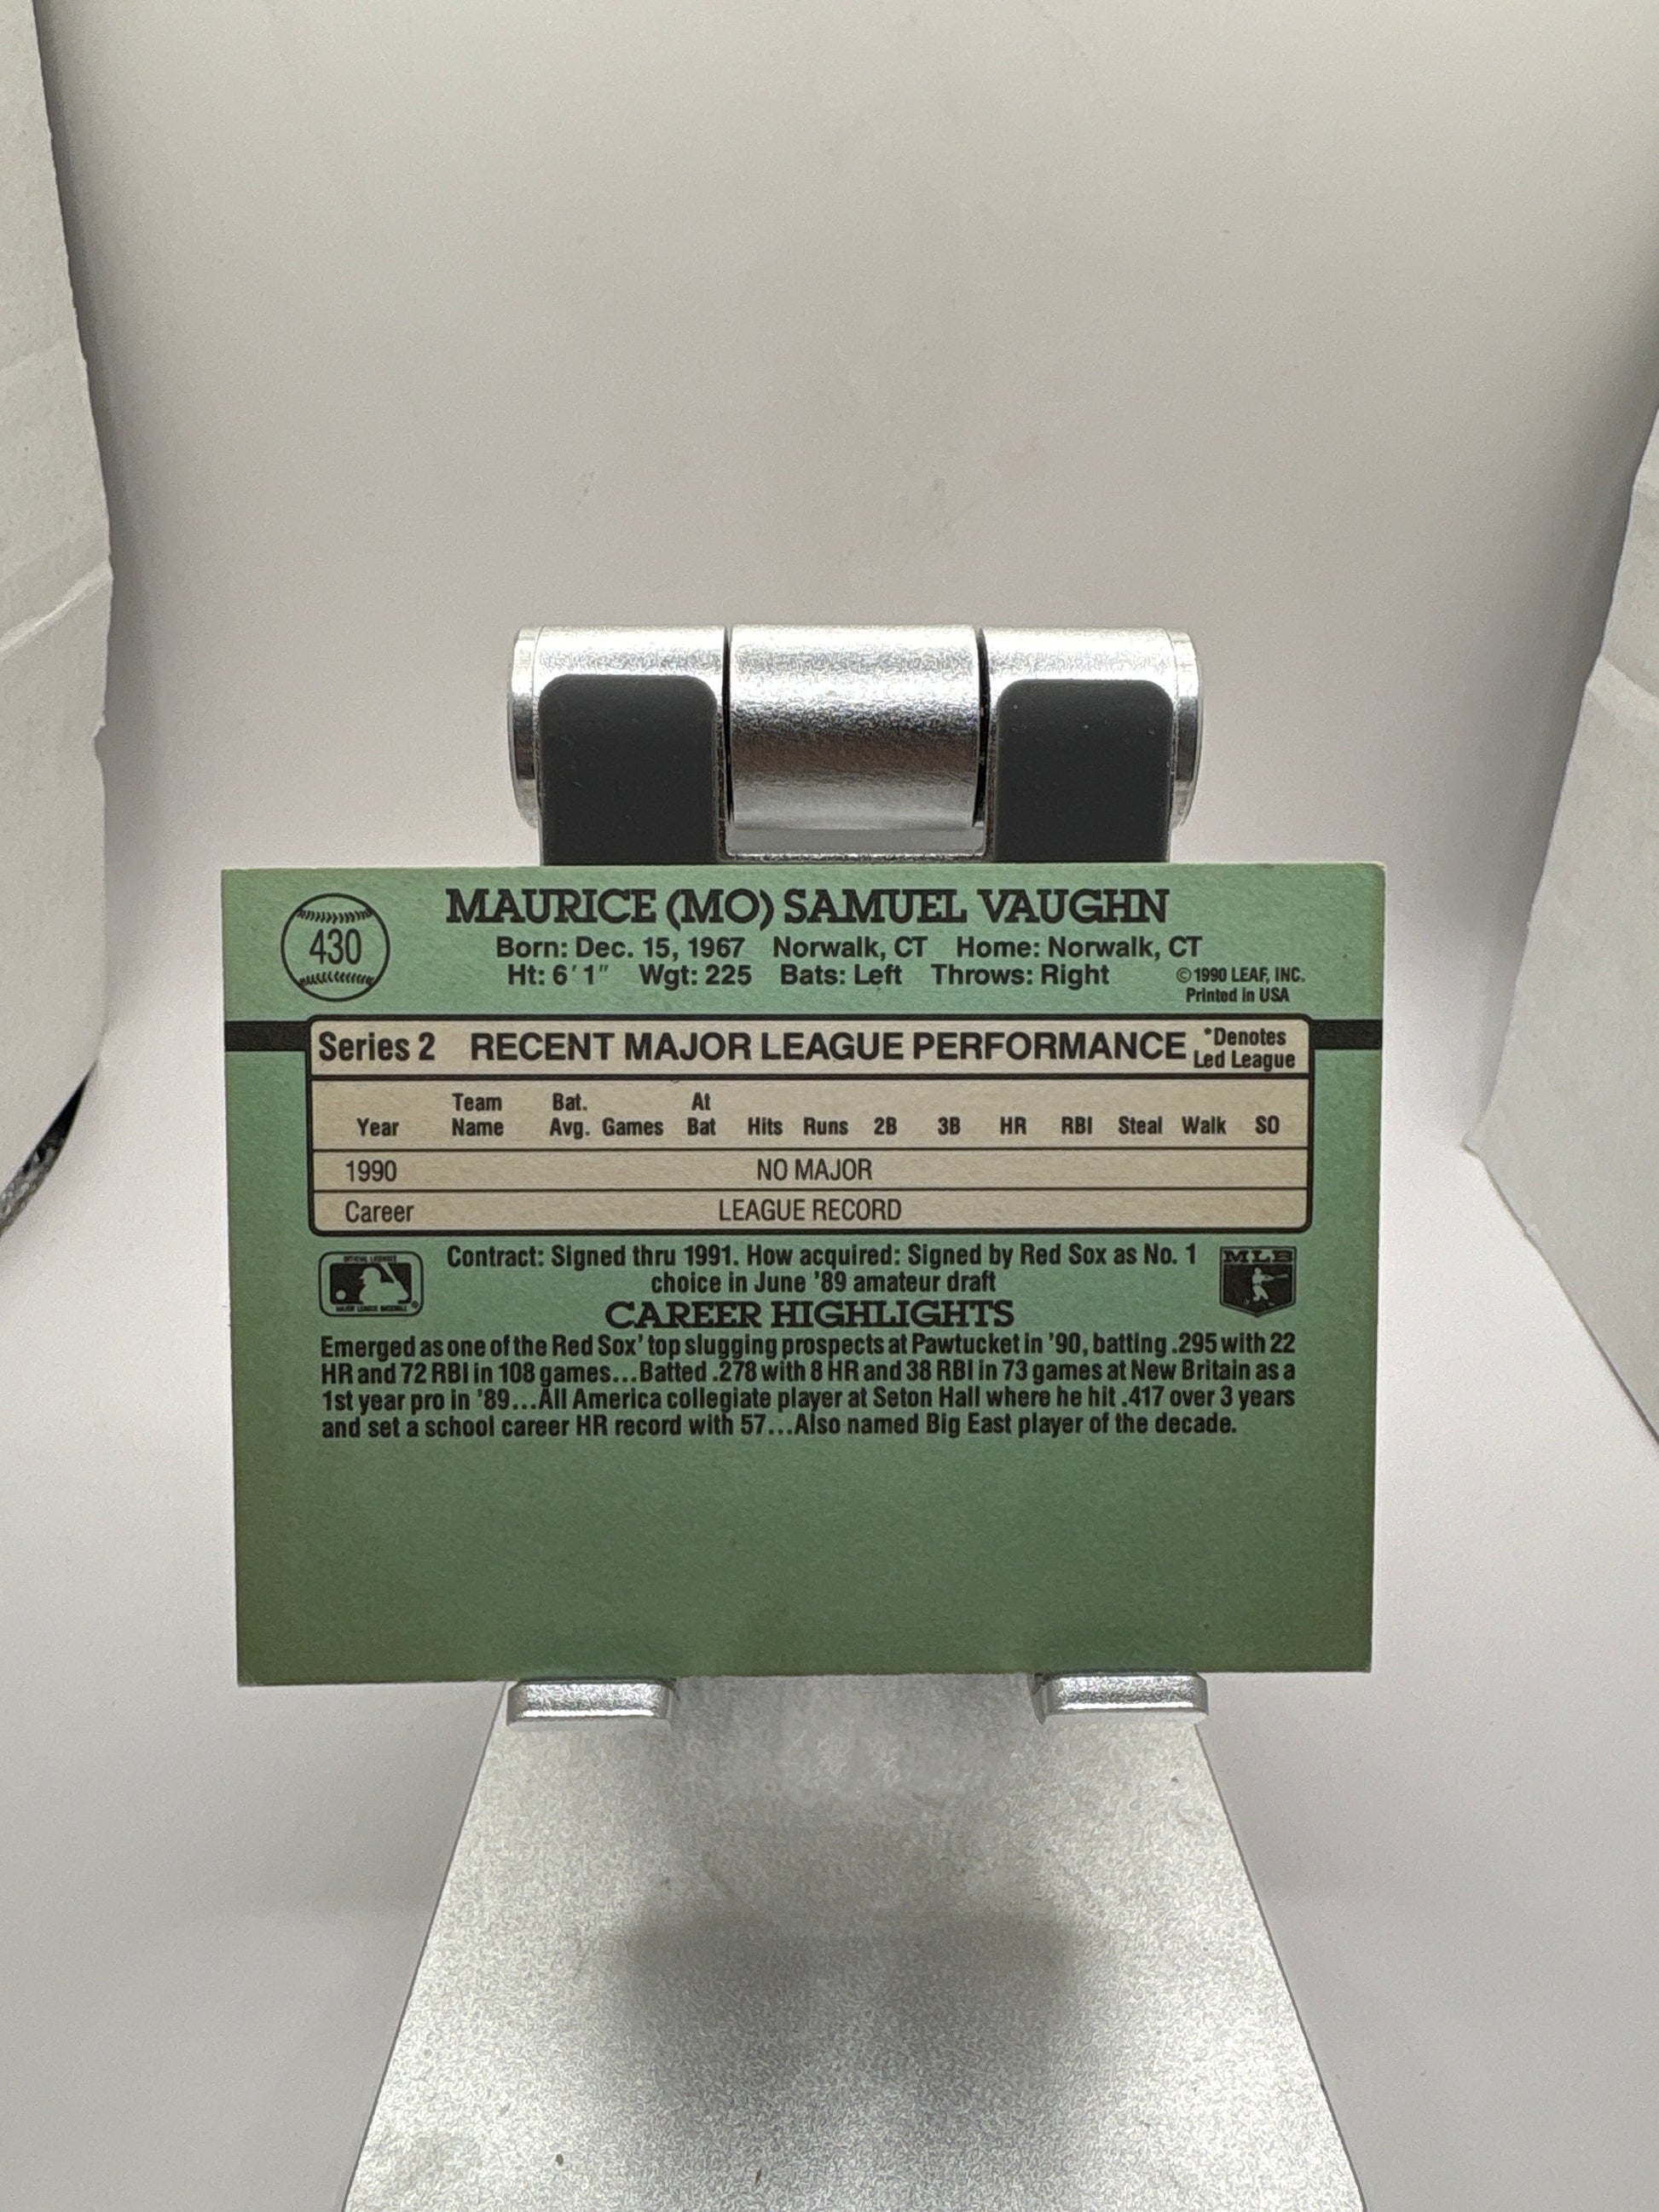 430
MAURICE (MO) SAMUEL VAUGHN
Born: Dec. 15, 1967 Norwalk, CT Home: Norwalk, CT
Ht: 6'1" Wgt: 225 Bats: Left Throws: Right
©1990 LEAF, INC.
Printed in USA
Series 2 RECENT MAJOR LEAGUE PERFORMANCE *Denotes
Led League
Team Bat. At
Year Name Avg. Games Bat Hits Runs 2B 3B HR RBI Steal Walk SO
1990 NO MAJOR
Career LEAGUE RECORD
Contract: Signed thru 1991. How acquired: Signed by Red Sox as No. 1
choice in June '89 amateur draft
MLB
MAJOR LEAGUE BASEBALL
CAREER HIGHLIGHTS
Emerged as one of the Red Sox' top slugging prospects at Pawtucket in '90, batting .295 with 22
HR and 72 RBI in 108 games...Batted .278 with 8 HR and 38 RBI in 73 games at New Britain as a
1st year pro in '89...All America collegiate player at Seton Hall where he hit .417 over 3 years
and set a school career HR record with 57...Also named Big East player of the decade.